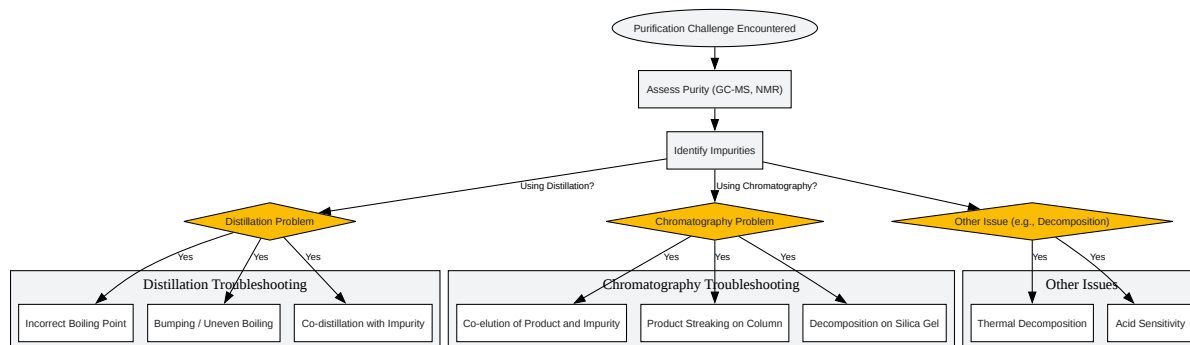 Purification Challenge Encountered
Assess Purity (GC-MS, NMR)
Identify Impurities
Using Distillation?
Using Chromatography?
Distillation Problem
Chromatography Problem
Other Issue (e.g., Decomposition)
Yes
Yes
Yes
Yes
Yes
Yes
Yes
Yes
Distillation Troubleshooting
Chromatography Troubleshooting
Other Issues
Incorrect Boiling Point
Bumping / Uneven Boiling
Co-distillation with Impurity
Co-elution of Product and Impurity
Product Streaking on Column
Decomposition on Silica Gel
Thermal Decomposition
Acid Sensitivity